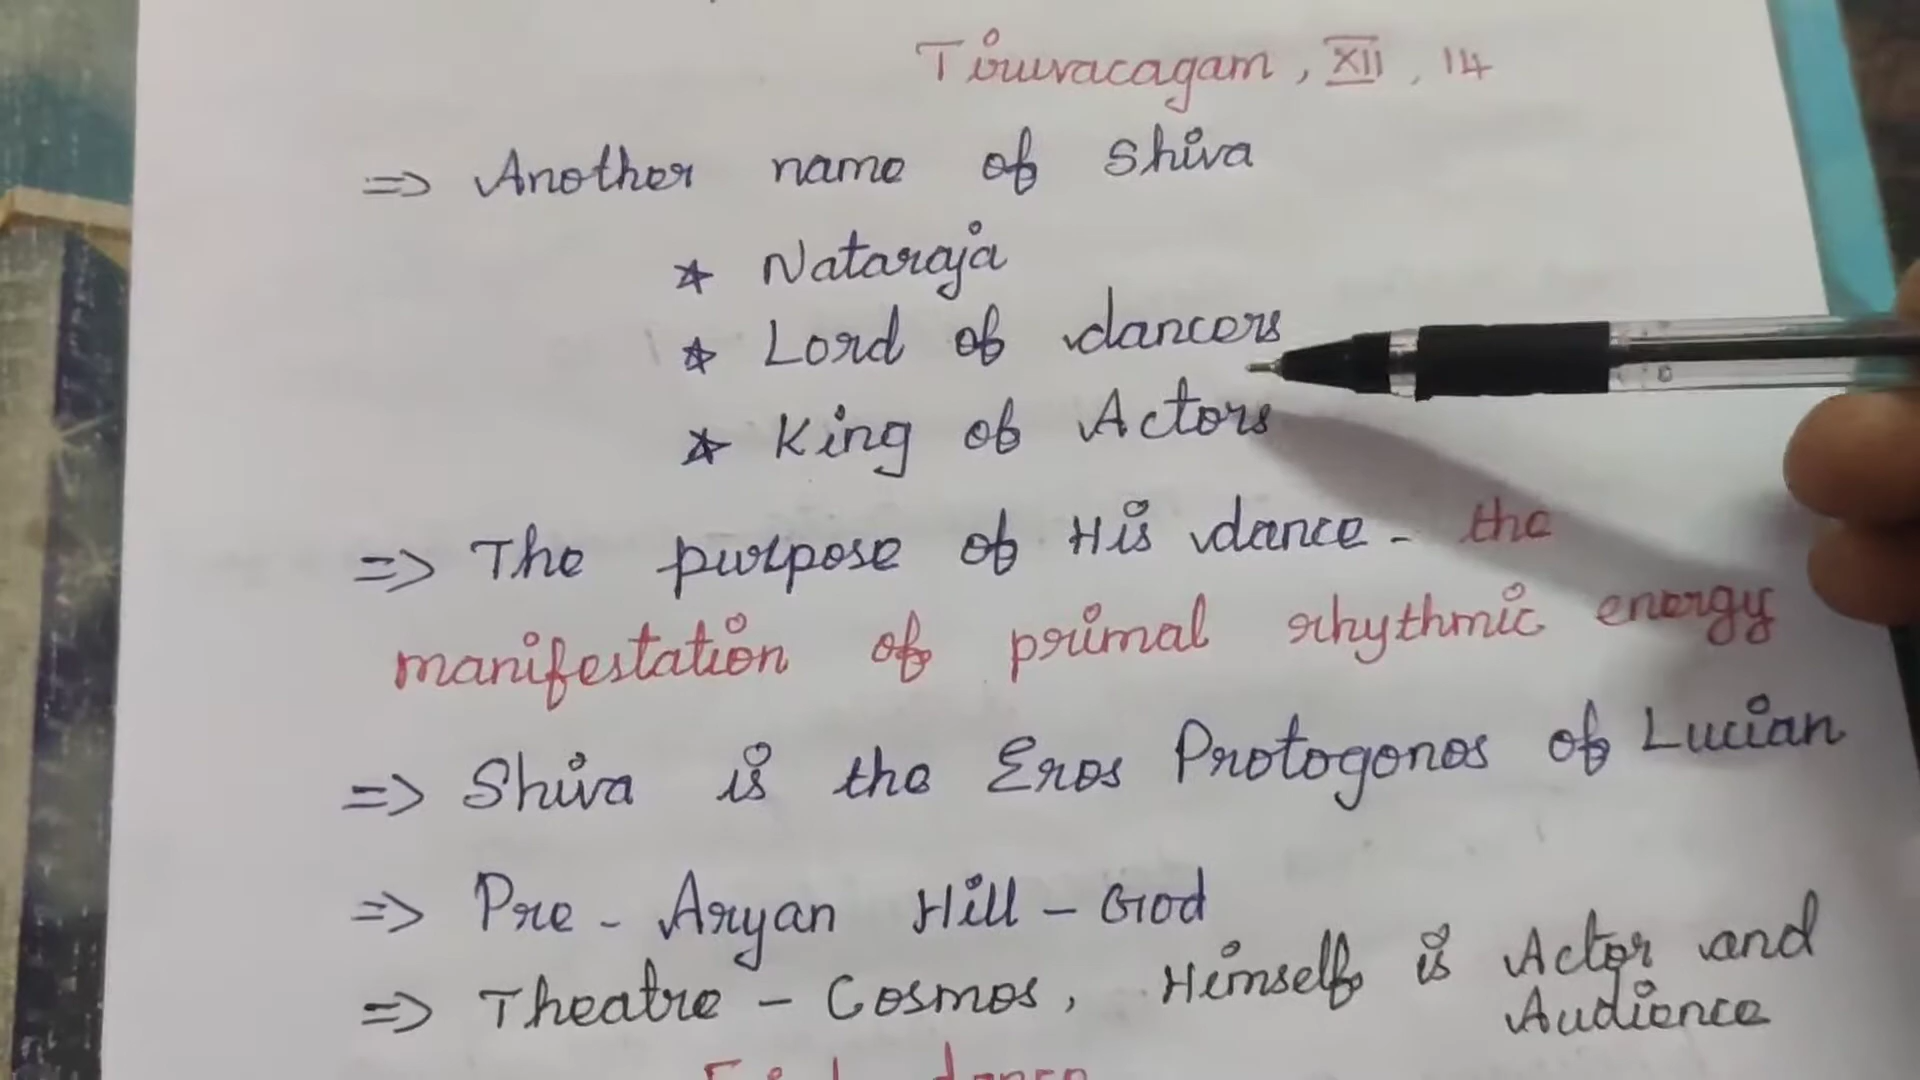 Tiruvacagam, XII, 14
=> Another name of Shiva
* Nataraja
* Lord of dancers
* King of Actors
=> The purpose of His dance - the
manifestation of primal rhythmic energy
=> Shiva is the Eros Protogonos of Lucian
=> Pre - Aryan Hill - God
=> Theatre - Cosmos, Himself is Actor and
Audience
dance